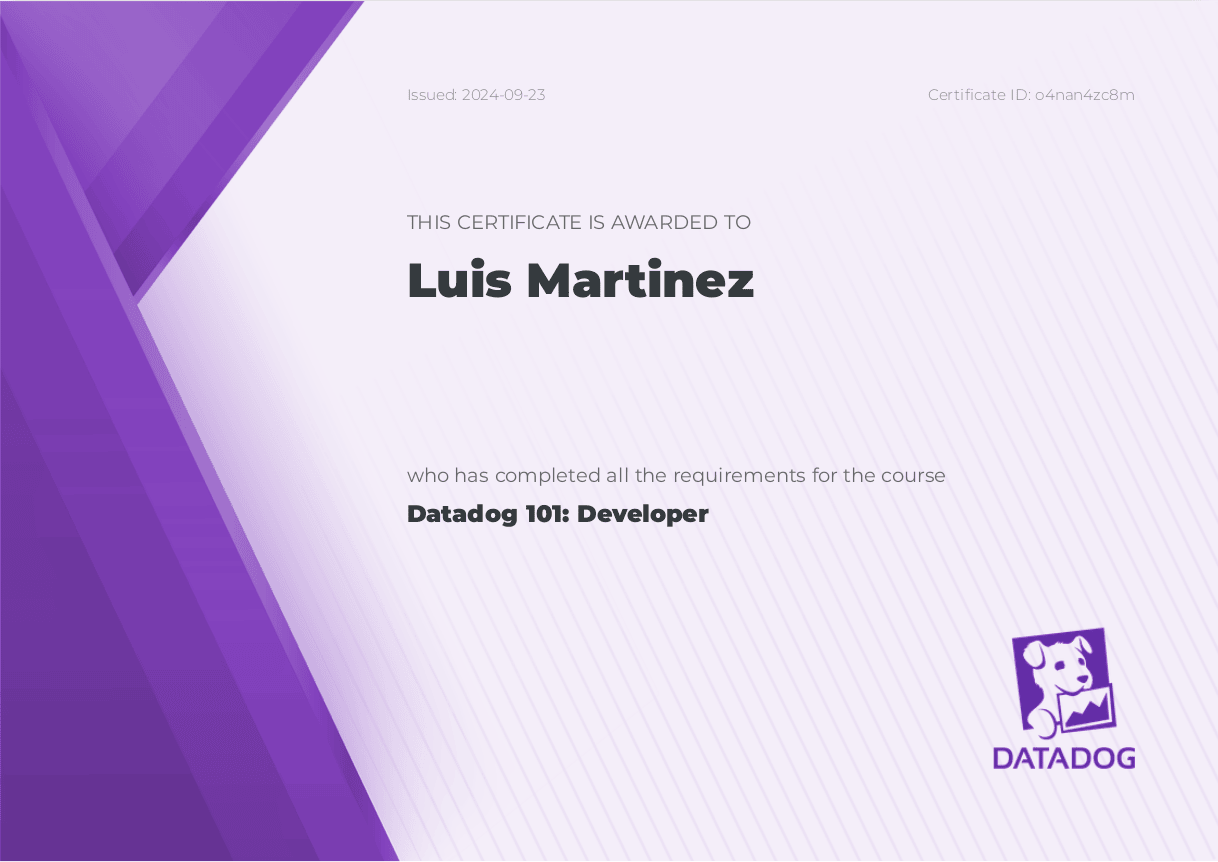 Issued: 2024-09-23
Certificate ID: o4nan4zc8m
THIS CERTIFICATE IS AWARDED TO
Luis Martinez
who has completed all the requirements for the course
Datadog 101: Developer
DATADOG